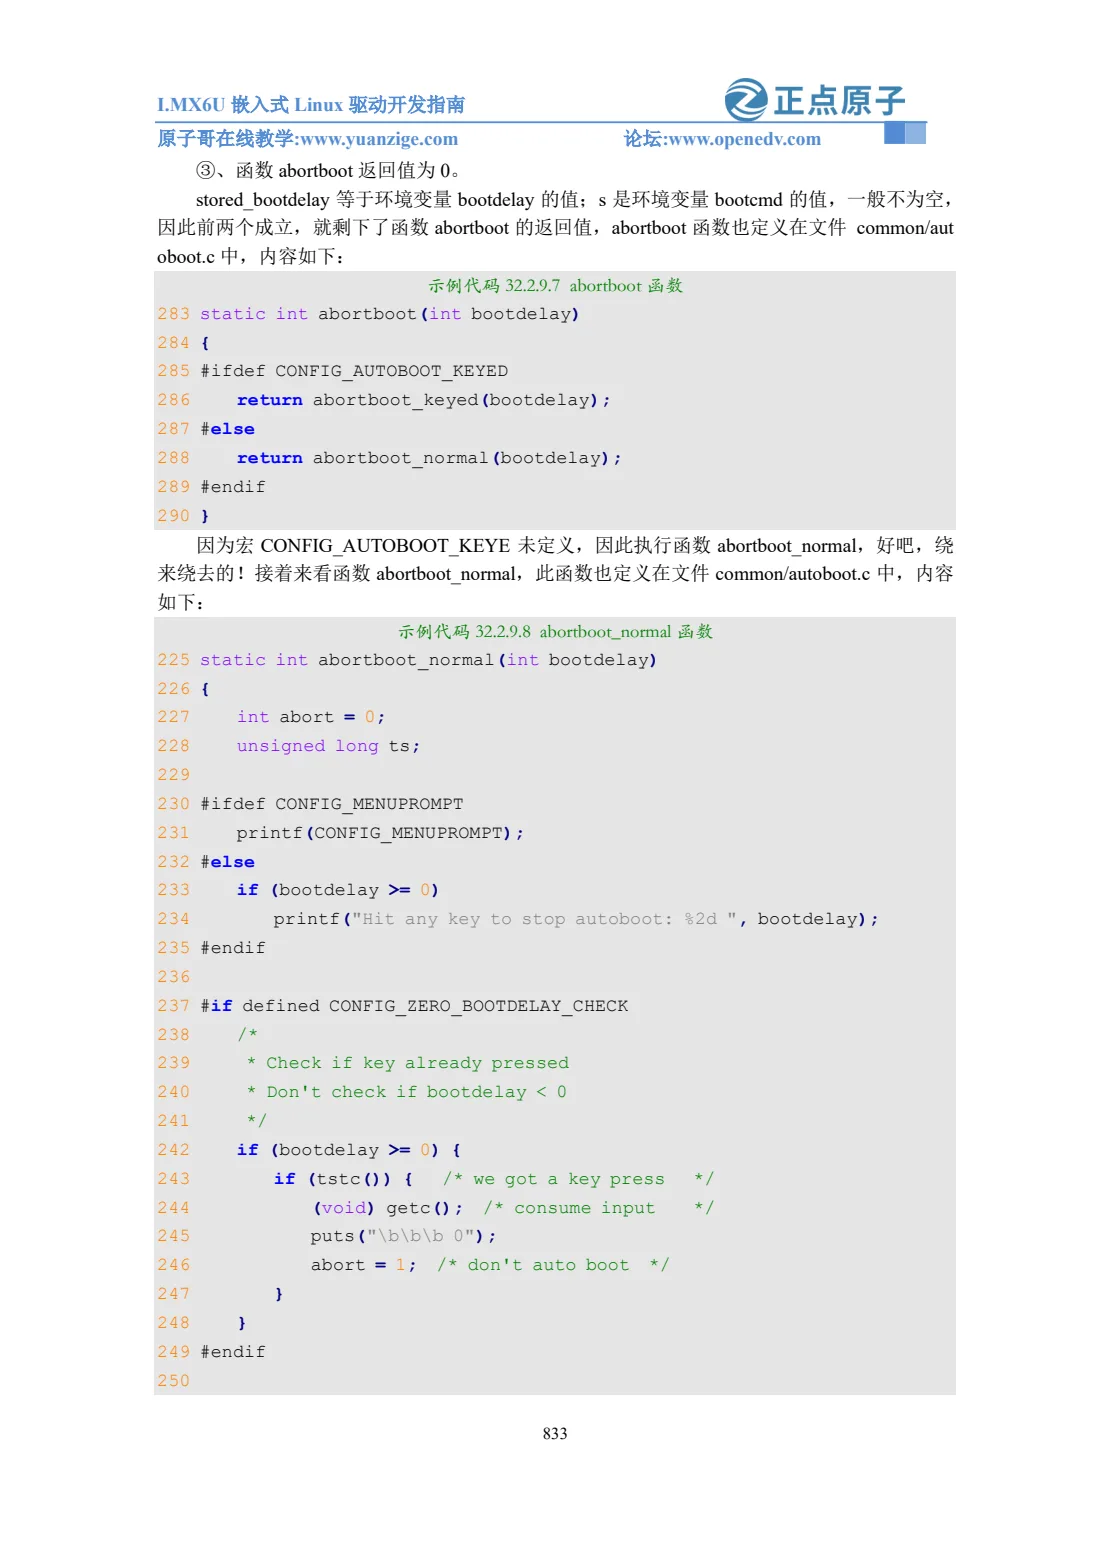 I.MX6U 嵌入式 Linux 驱动开发指南
正点原子
原子哥在线教学:www.yuanzige.com 论坛:www.openedv.com
③、函数 abortboot 返回值为 0。
stored_bootdelay 等于环境变量 bootdelay 的值；s 是环境变量 bootcmd 的值，一般不为空，
因此前两个成立，就剩下了函数 abortboot 的返回值，abortboot 函数也定义在文件 common/aut
oboot.c 中，内容如下：
示例代码 32.2.9.7 abortboot 函数
283 static int abortboot(int bootdelay)
284 {
285 #ifdef CONFIG_AUTOBOOT_KEYED
286     return abortboot_keyed(bootdelay);
287 #else
288     return abortboot_normal(bootdelay);
289 #endif
290 }
因为宏 CONFIG_AUTOBOOT_KEYE 未定义，因此执行函数 abortboot_normal，好吧，绕
来绕去的！接着来看函数 abortboot_normal，此函数也定义在文件 common/autoboot.c 中，内容
如下：
示例代码 32.2.9.8 abortboot_normal 函数
225 static int abortboot_normal(int bootdelay)
226 {
227     int abort = 0;
228     unsigned long ts;
229
230 #ifdef CONFIG_MENUPROMPT
231     printf(CONFIG_MENUPROMPT);
232 #else
233     if (bootdelay >= 0)
234         printf("Hit any key to stop autoboot: %2d ", bootdelay);
235 #endif
236
237 #if defined CONFIG_ZERO_BOOTDELAY_CHECK
238     /*
239      * Check if key already pressed
240      * Don't check if bootdelay < 0
241      */
242     if (bootdelay >= 0) {
243         if (tstc()) {   /* we got a key press   */
244             (void) getc();  /* consume input    */
245             puts("\b\b\b 0");
246             abort = 1;  /* don't auto boot  */
247         }
248     }
249 #endif
250
833